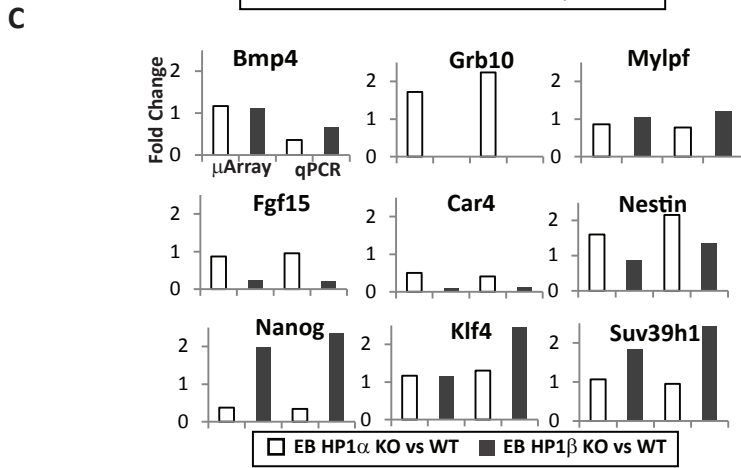 C
Bmp4
Grb10
Mylpf
Fold Change
2
1
0
2
1
0
2
1
0
μArray qPCR
Fgf15
Car4
Nestin
2
1
0
2
1
0
2
1
0
Nanog
Klf4
Suv39h1
2
1
0
2
1
0
2
1
0
EB HP1α KO vs WT EB HP1β KO vs WT